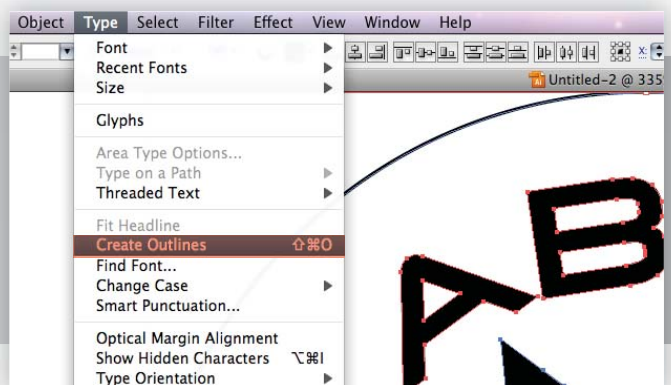 Object Type Select Filter Effect View Window Help
Font
Recent Fonts
Size
Untitled-2 @ 335
Glyphs
Area Type Options...
Type on a Path
Threaded Text
Fit Headline
Create Outlines ⇧⌘O
Find Font...
Change Case
Smart Punctuation...
Optical Margin Alignment
Show Hidden Characters ⌥⌘I
Type Orientation
A B